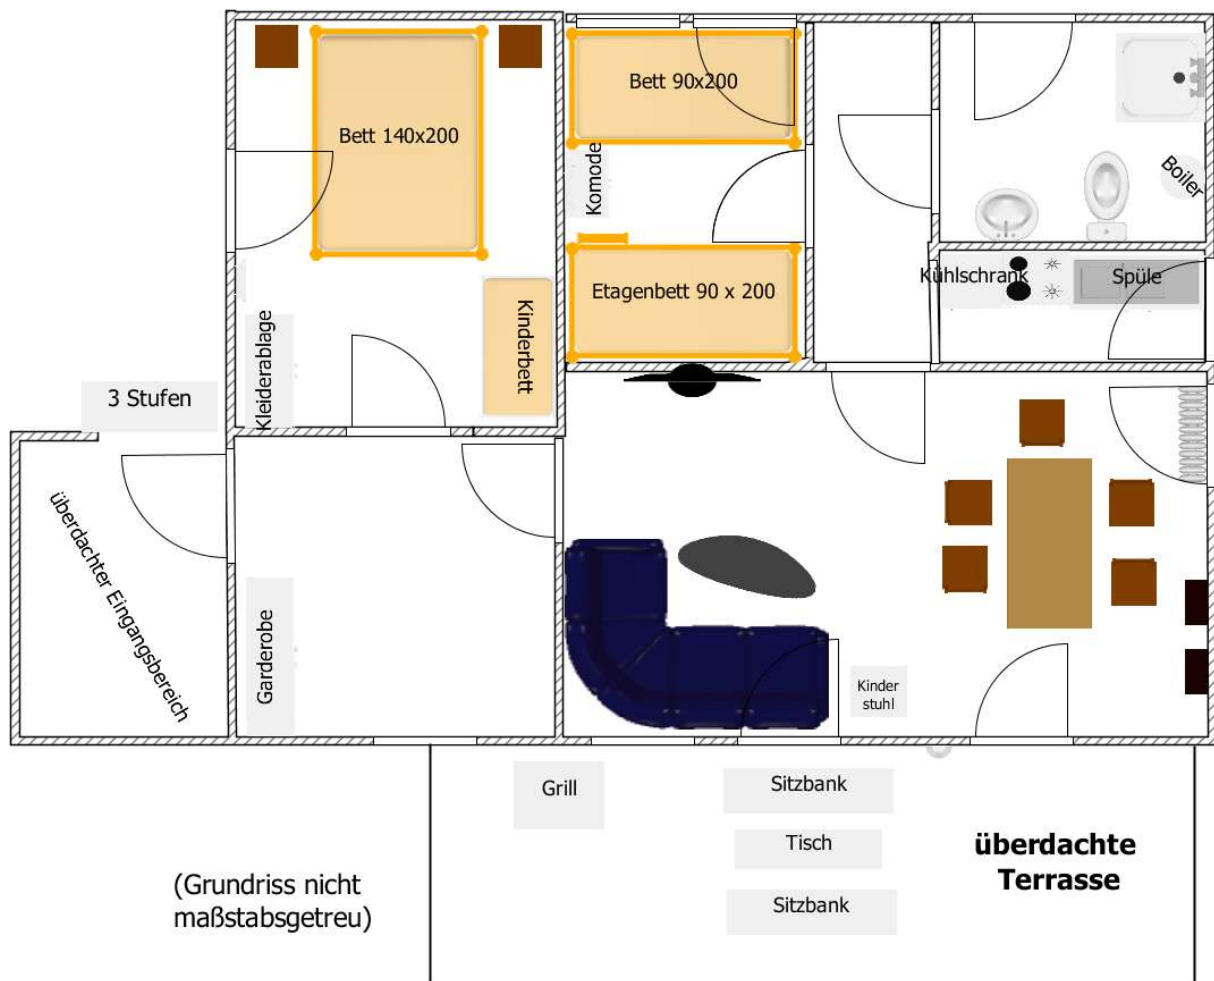 Bett 90x200
Bett 140x200
Komode
Boiler
Kühlschrank
Spüle
Etagenbett 90 x 200
Kinderbett
Kleiderablage
3 Stufen
überdachter Eingangsbereich
Garderobe
Kinder
stuhl
Grill
Sitzbank
Tisch
Sitzbank
überdachte
Terrasse
(Grundriss nicht
maßstabsgetreu)